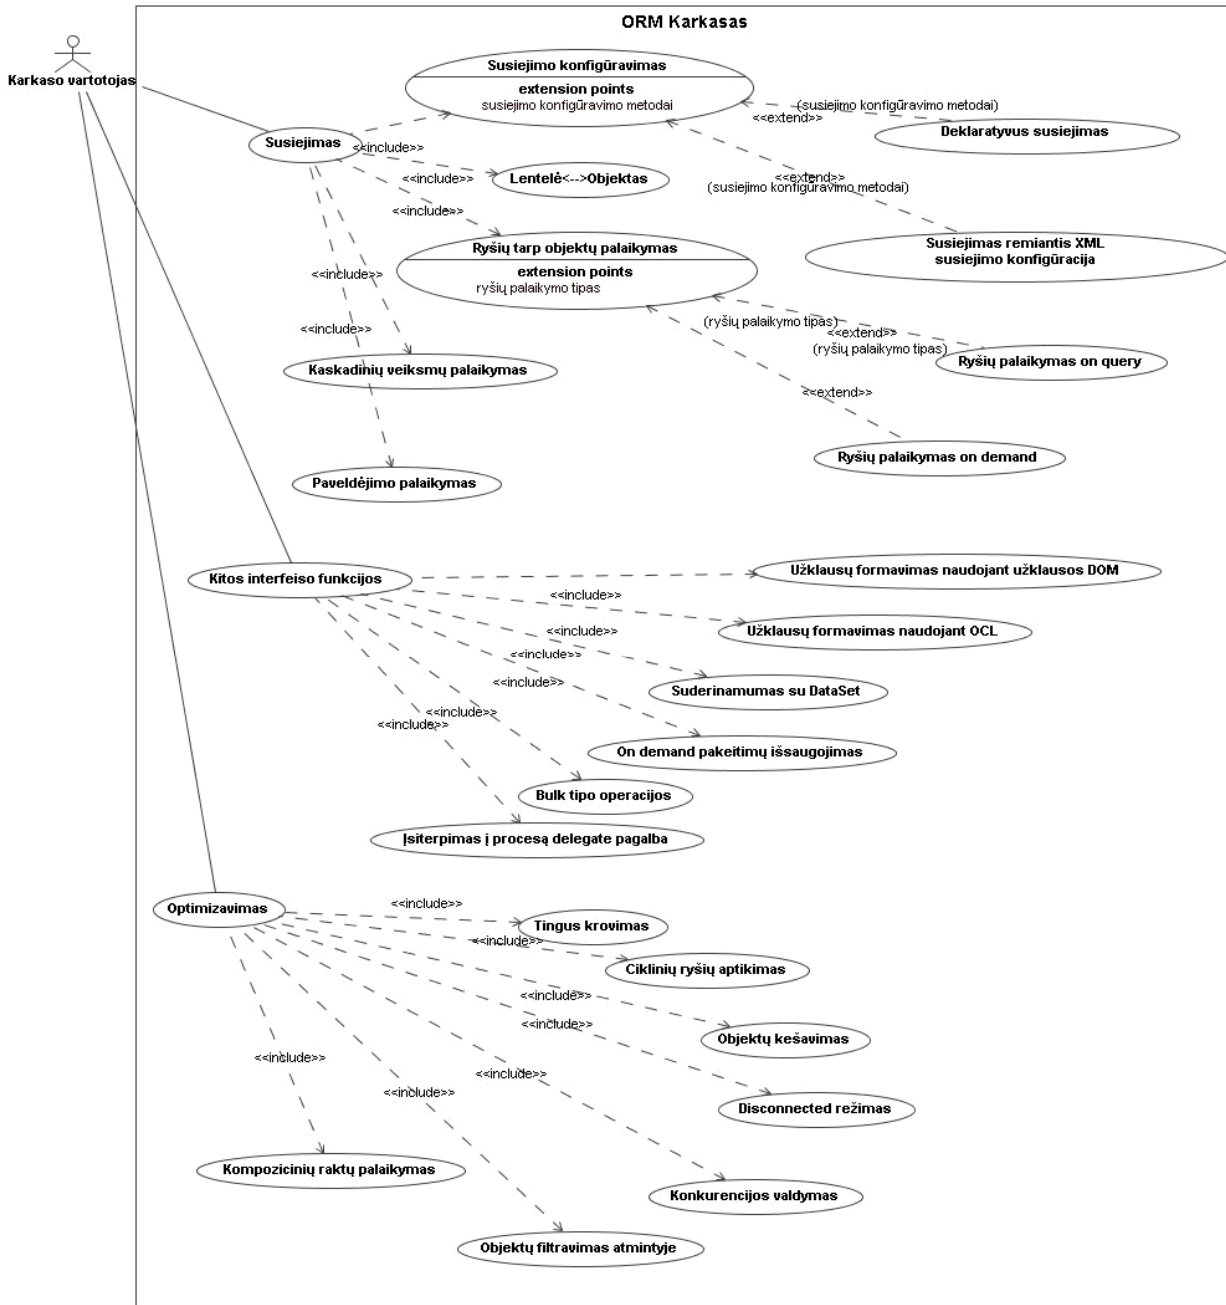 ORM Karkasas
Karkaso vartotojas
Susiejimo konfigūravimas
extension points
susiejimo konfigūravimo metodai
(susiejimo konfigūravimo metodai)
<<extend>>
Deklaratyvus susiejimas
Susiejimas
<<include>>
<<include>>
Lentelė<-->Objektas
<<extend>>
(susiejimo konfigūravimo metodai)
<<include>>
Ryšių tarp objektų palaikymas
extension points
ryšių palaikymo tipas
Susiejimas remiantis XML
susiejimo konfigūracija
<<include>>
<<include>>
(ryšių palaikymo tipas)
<<extend>>
(ryšių palaikymo tipas)
Ryšių palaikymas on query
Kaskadinių veiksmų palaikymas
<<extend>>
Ryšių palaikymas on demand
Paveldėjimo palaikymas
Kitos interfeiso funkcijos
Užklausų formavimas naudojant užklausos DOM
<<include>>
<<include>>
Užklausų formavimas naudojant OCL
<<include>>
<<include>>
Suderinamumas su DataSet
<<include>>
<<include>>
On demand pakeitimų išsaugojimas
Bulk tipo operacijos
Įsiterpimas į procesą delegate pagalba
Optimizavimas
<<include>>
Tingus krovimas
<<include>>
Ciklinių ryšių aptikimas
<<include>>
<<include>>
Objektų kešavimas
<<include>>
<<include>>
<<include>>
Disconnected režimas
Kompozicinių raktų palaikymas
Konkurencijos valdymas
Objektų filtravimas atmintyje